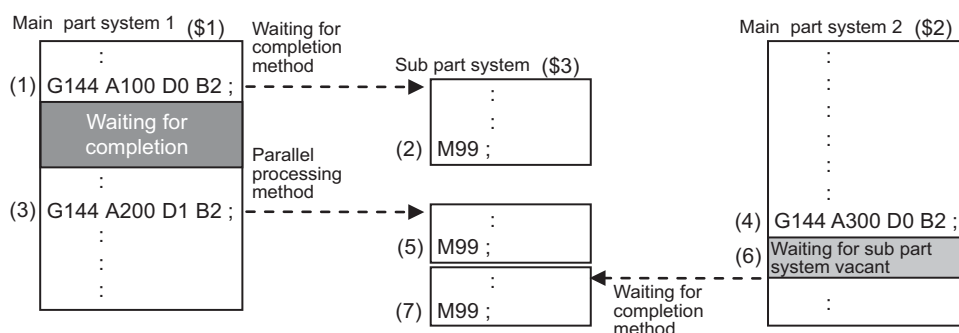 Main part system 1 ($1)
:
(1) G144 A100 D0 B2 ;
Waiting for
completion
:
(3) G144 A200 D1 B2 ;
:
:
:
Waiting for
completion
method
Parallel
processing
method
Sub part system ($3)
:
:
(2) M99 ;
:
(5) M99 ;
:
(7) M99 ;
Waiting for
completion
method
Main part system 2 ($2)
:
:
:
:
:
:
(4) G144 A300 D0 B2 ;
(6) Waiting for sub part
system vacant
: